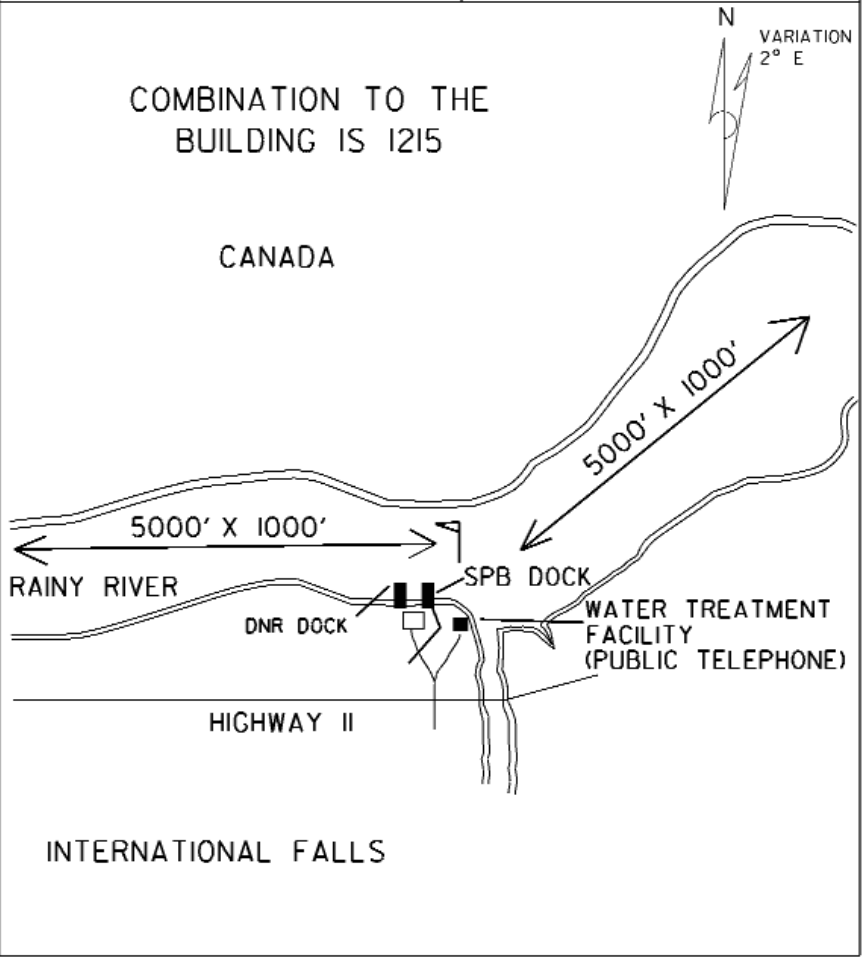 N
VARIATION
2° E
COMBINATION TO THE
BUILDING IS 1215
CANADA
5000' X 1000'
5000' X 1000'
RAINY RIVER
SPB DOCK
DNR DOCK
WATER TREATMENT
FACILITY
(PUBLIC TELEPHONE)
HIGHWAY 11
INTERNATIONAL FALLS